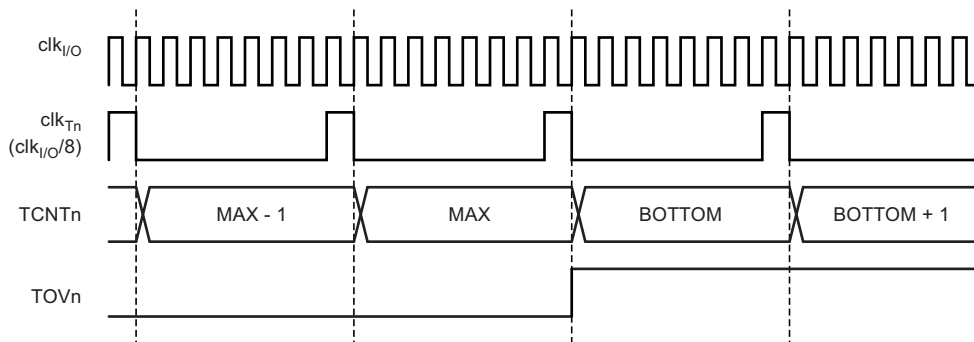 clkI/O
clkTn
(clkI/O/8)
TCNTn MAX - 1 MAX BOTTOM BOTTOM + 1
TOVn